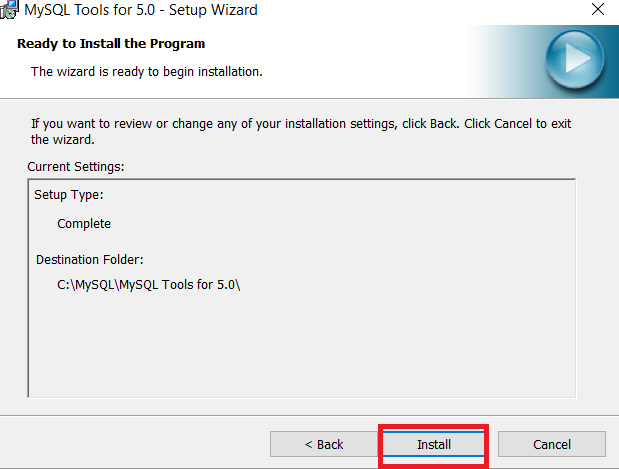 MySQL Tools for 5.0 - Setup Wizard
Ready to Install the Program
The wizard is ready to begin installation.
If you want to review or change any of your installation settings, click Back. Click Cancel to exit
the wizard.
Current Settings:
Setup Type:
Complete
Destination Folder:
C:\MySQL\MySQL Tools for 5.0\
< Back
Install
Cancel